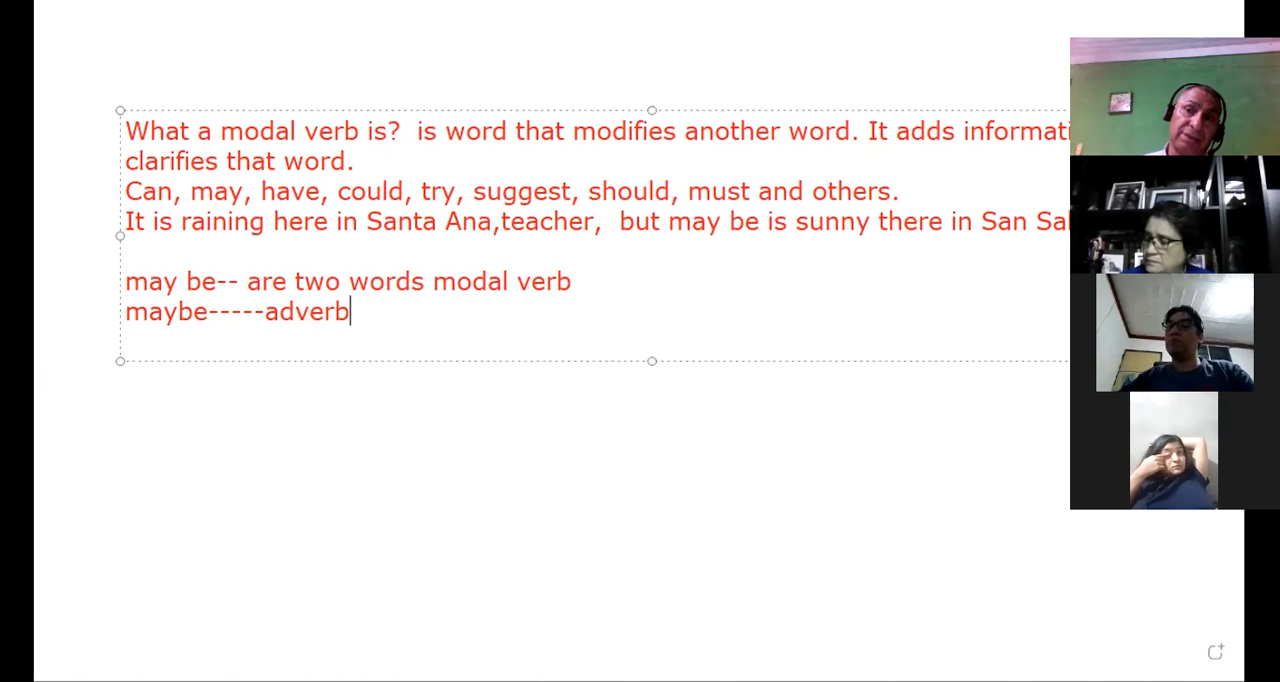 What a modal verb is?  is word that modifies another word. It adds
clarifies that word.
Can, may, have, could, try, suggest, should, must and others.
It is raining here in Santa Ana,teacher,  but may be is sunny there in San
may be-- are two words modal verb
maybe-----adverb